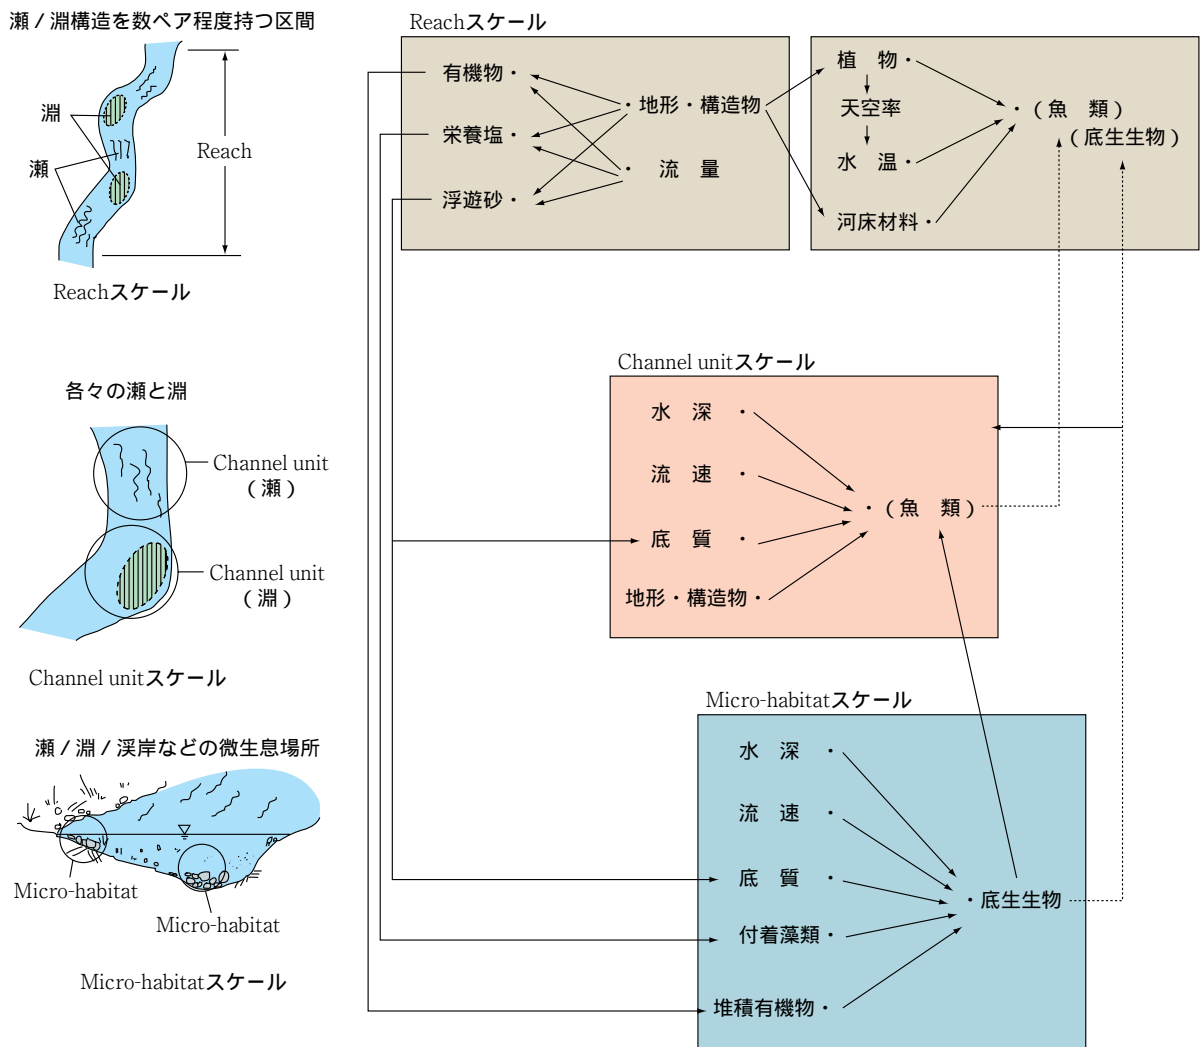 瀬/淵構造を数ペア程度持つ区間
淵
瀬
Reach
Reachスケール
各々の瀬と淵
Channel unit
(瀬)
Channel unit
(淵)
Channel unitスケール
瀬/淵/渓岸などの微生息場所
Micro-habitat
Micro-habitat
Micro-habitatスケール
Reachスケール
有機物・
栄養塩・
浮遊砂・
・地形・構造物
・ 流 量
植 物・
天空率
水 温・
河床材料・
・(魚 類)
(底生生物)
Channel unitスケール
水 深 ・
流 速 ・
底 質 ・
地形・構造物・
・(魚 類)
Micro-habitatスケール
水 深 ・
流 速 ・
底 質 ・
付着藻類・
堆積有機物・
・底生生物